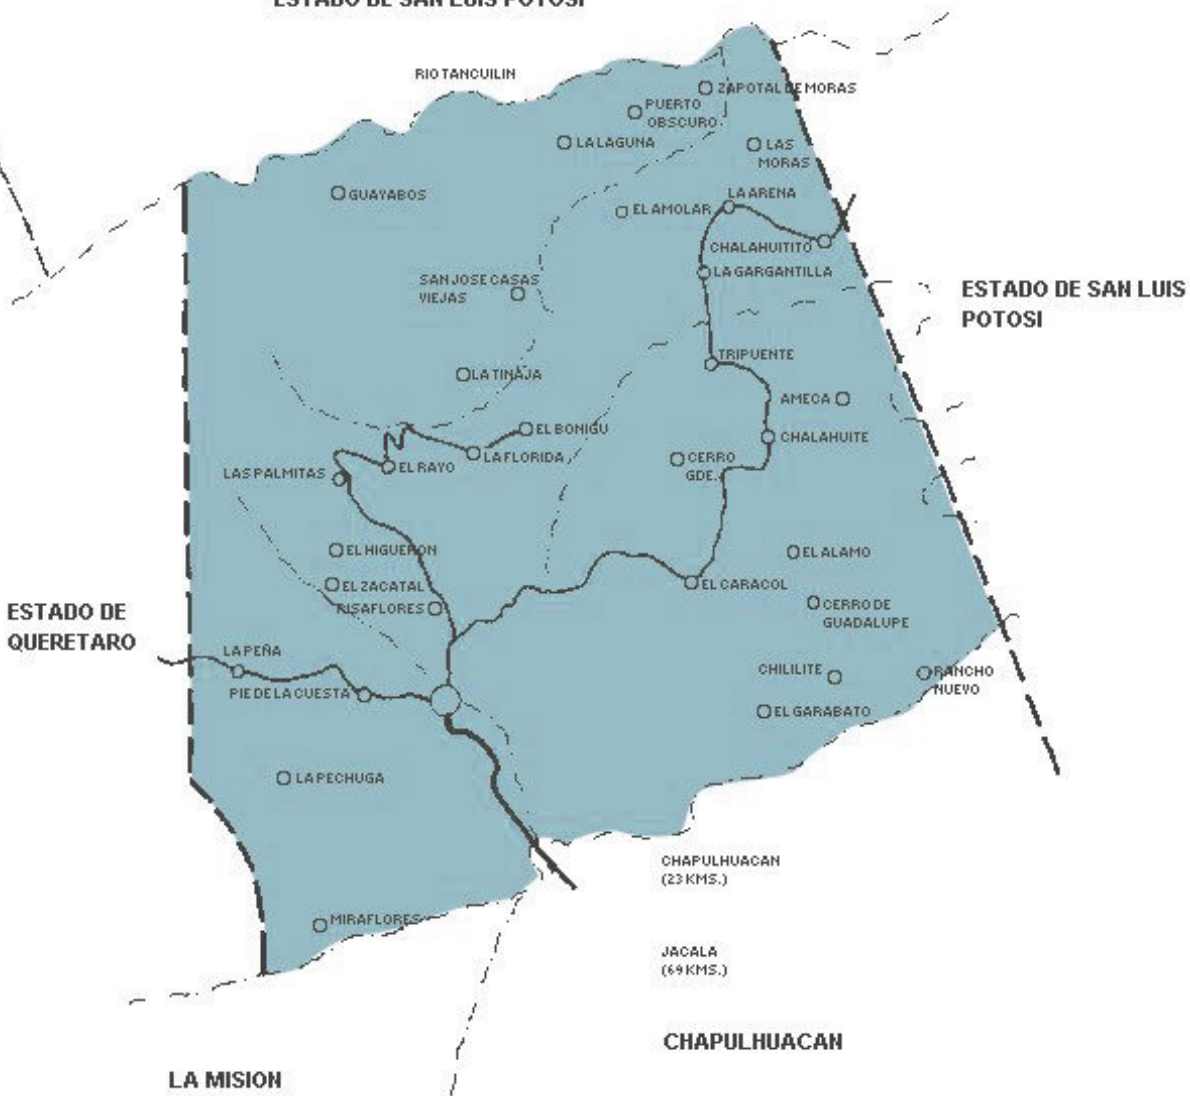 ESTADO DE SAN LUIS POTOSI
RIO TANCUILIN
ZAPOTAL DE MORAS
PUERTO
OBSCURO
LA LAGUNA
LAS
MORAS
GUAYABOS
LA ARENA
EL AMOLAR
CHALAHUITITO
LA GARGANTILLA
SAN JOSE CASAS
VIEJAS
ESTADO DE SAN LUIS
POTOSI
TRIPUENTE
LA TINAJA
AMECA
EL BONIGU
CHALAHUITE
LA FLORIDA
CERRO
GDE.
EL RAYO
LAS PALMITAS
EL HIGUERON
EL ALAMO
EL ZACATAL
EL CARACOL
PISAFLORES
CERRO DE
GUADALUPE
ESTADO DE
QUERETARO
LA PEÑA
CHILILITE
RANCHO
NUEVO
PIE DE LA CUESTA
EL GARABATO
LA PECHUGA
CHAPULHUACAN
(23 KMS.)
MIRAFLORES
JACALA
(69 KMS.)
CHAPULHUACAN
LA MISION